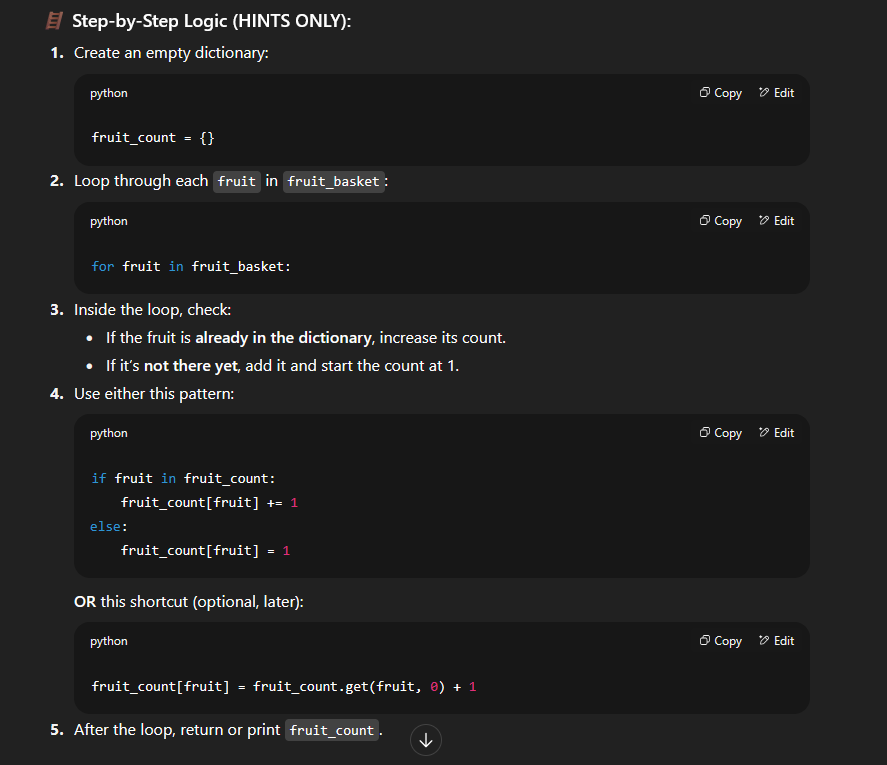 Step-by-Step Logic (HINTS ONLY):
1. Create an empty dictionary:
python
Copy Edit
fruit_count = {}
2. Loop through each fruit in fruit_basket:
python
Copy Edit
for fruit in fruit_basket:
3. Inside the loop, check:
• If the fruit is already in the dictionary, increase its count.
• If it’s not there yet, add it and start the count at 1.
4. Use either this pattern:
python
Copy Edit
if fruit in fruit_count:
    fruit_count[fruit] += 1
else:
    fruit_count[fruit] = 1
OR this shortcut (optional, later):
python
Copy Edit
fruit_count[fruit] = fruit_count.get(fruit, 0) + 1
5. After the loop, return or print fruit_count.